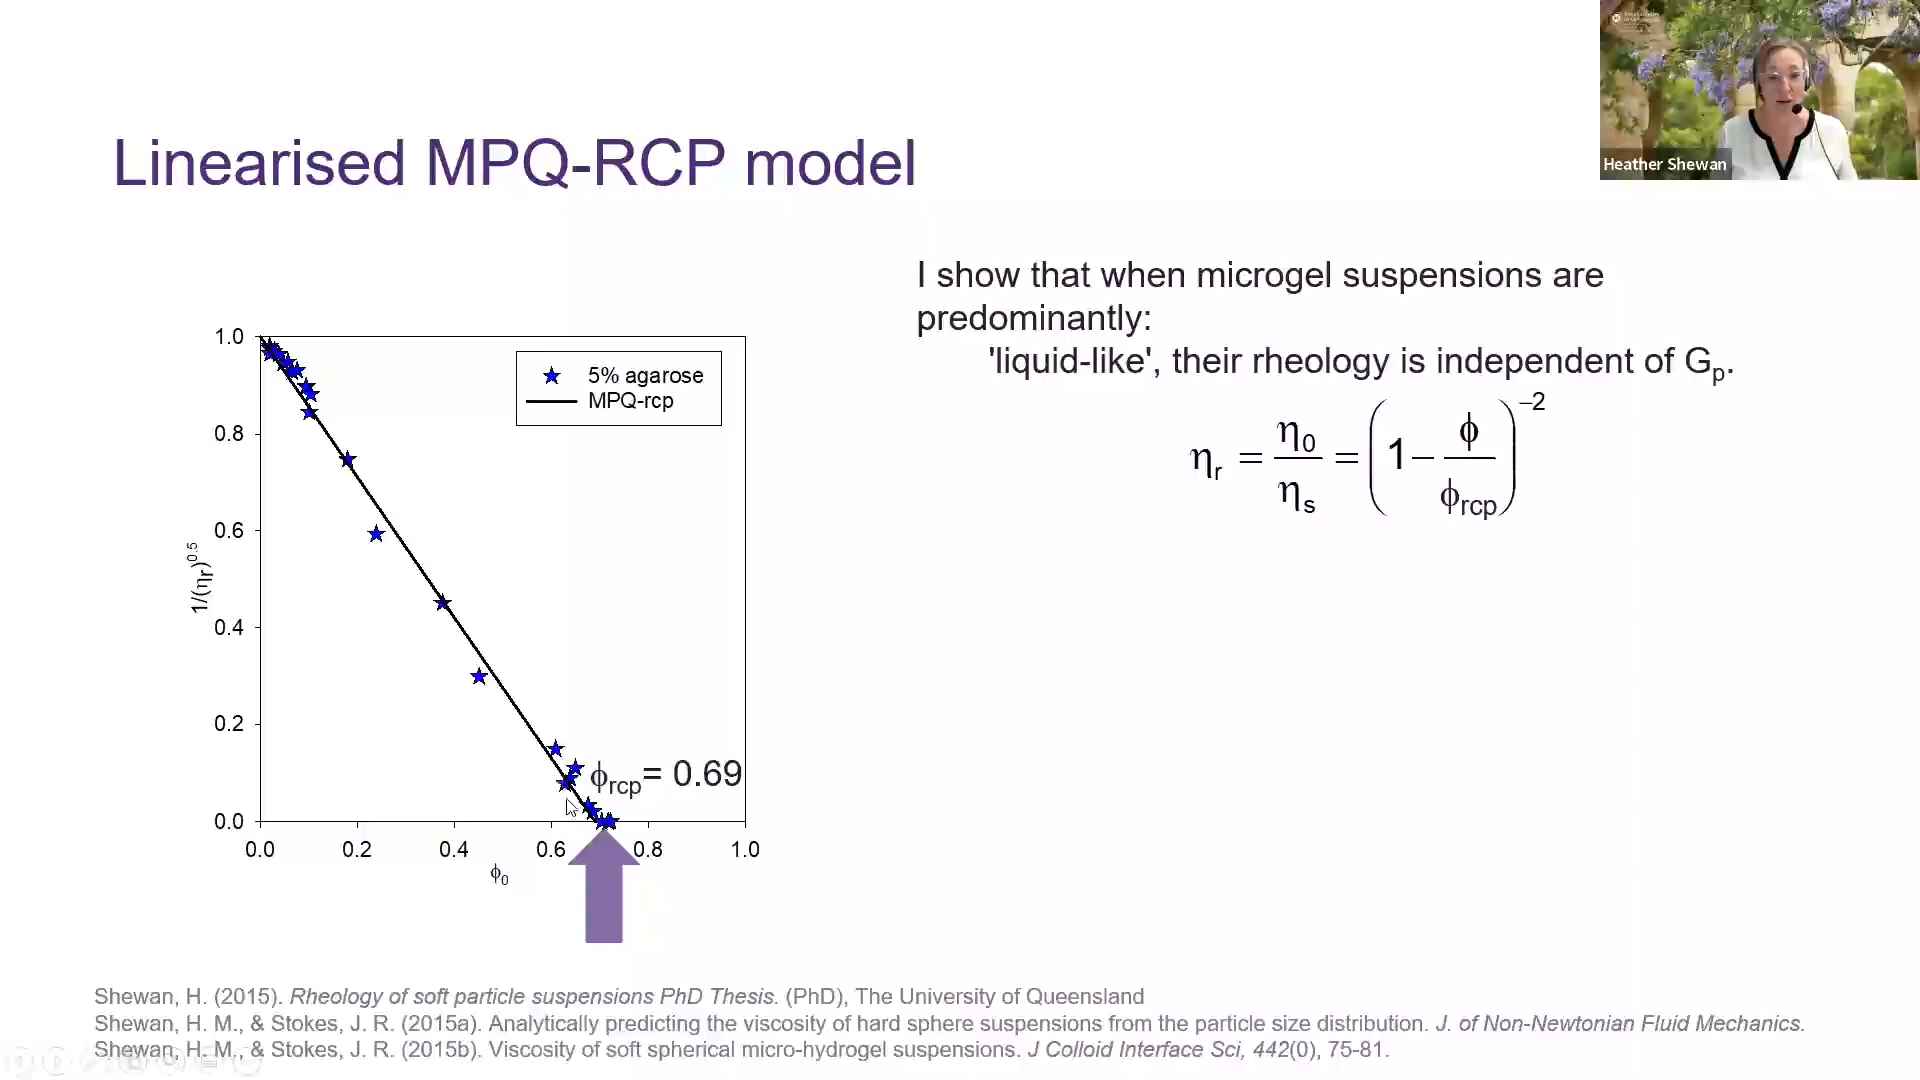 Heather Shewan
Linearised MPQ-RCP model
I show that when microgel suspensions are
predominantly:
'liquid-like', their rheology is independent of Gp.
ηr = η0/ηs = (1− ϕ/ϕrcp)−2
1.0
0.8
0.6
0.4
0.2
0.0
1/(ηr)0.5
5% agarose
MPQ-rcp
ϕrcp= 0.69
0.0 0.2 0.4 0.6 0.8 1.0
ϕ0
Shewan, H. (2015). Rheology of soft particle suspensions PhD Thesis. (PhD), The University of Queensland
Shewan, H. M., & Stokes, J. R. (2015a). Analytically predicting the viscosity of hard sphere suspensions from the particle size distribution. J. of Non-Newtonian Fluid Mechanics.
Shewan, H. M., & Stokes, J. R. (2015b). Viscosity of soft spherical micro-hydrogel suspensions. J Colloid Interface Sci, 442(0), 75-81.